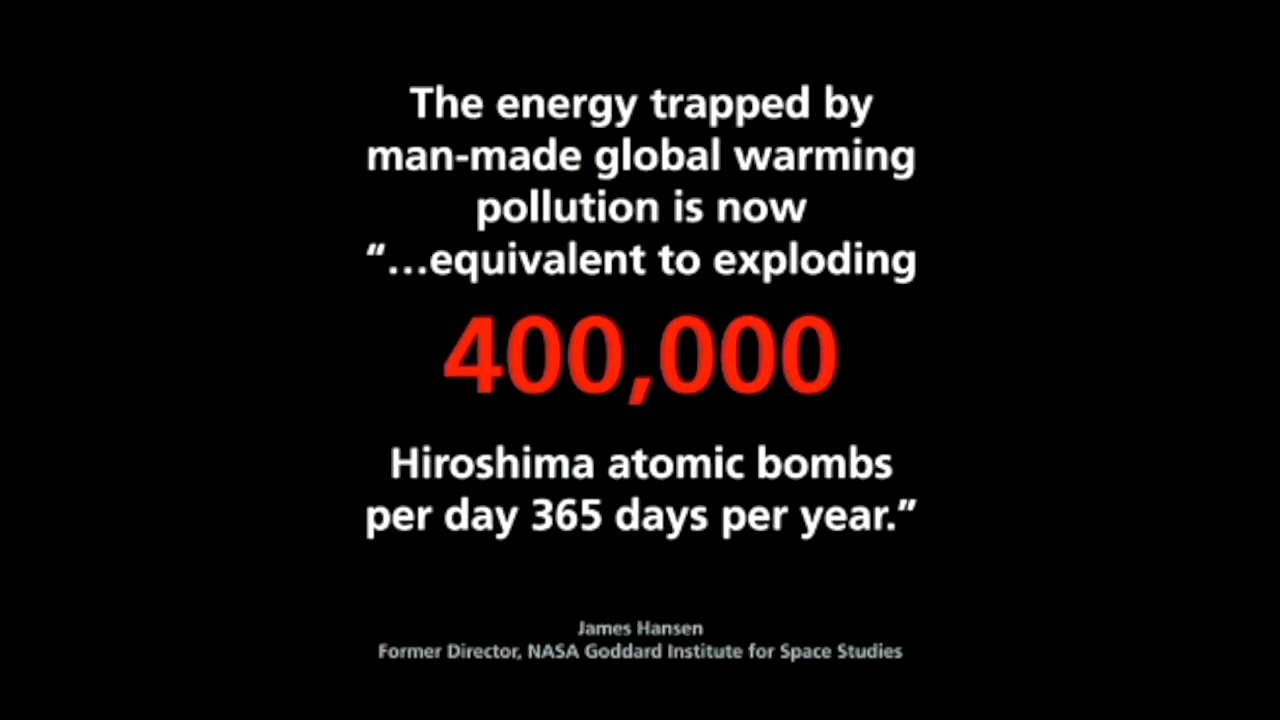 The energy trapped by
man-made global warming
pollution is now
“…equivalent to exploding
400,000
Hiroshima atomic bombs
per day 365 days per year.”
James Hansen
Former Director, NASA Goddard Institute for Space Studies